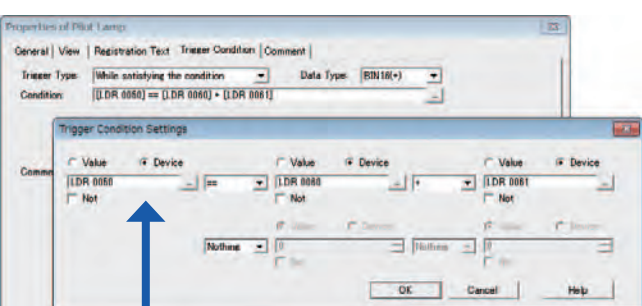 Properties of Pilot Lamp
General View Registration Text Trigger Condition Comment
Trigger Type: While satisfying the condition Data Type: BIN16(+)
Condition: [LDR 0050] == [LDR 0060] + [LDR 0061]
Trigger Condition Settings
Comme
Value Device Value Device Value Device
LDR 0050 ... == LDR 0060 ... + LDR 0061 ...
Not Not Not
Value Device Value Device
Nothing 0 Nothing 0
Not Not
OK Cancel Help